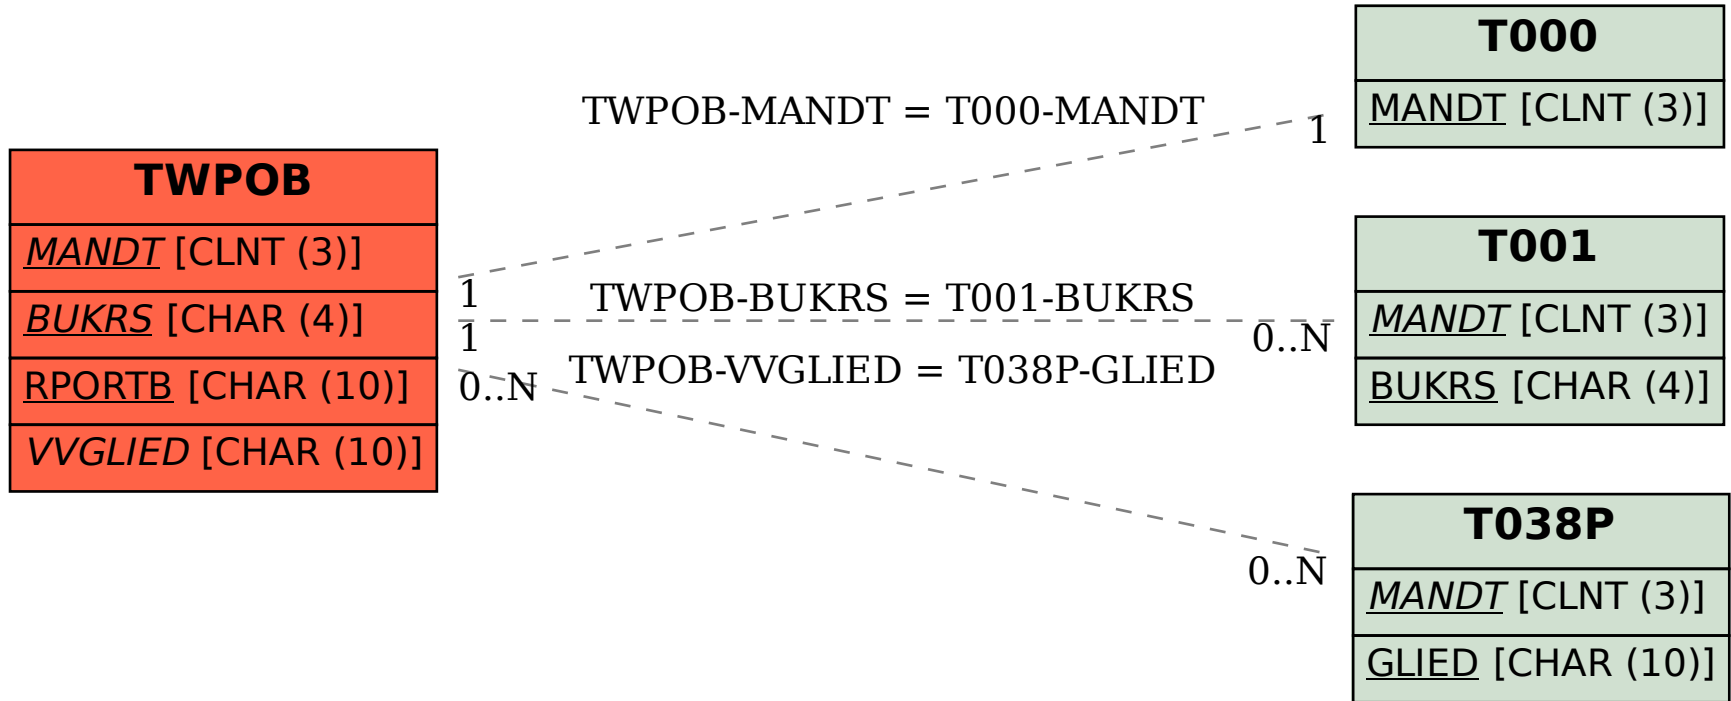 TWPOB
MANDT [CLNT (3)]
BUKRS [CHAR (4)]
RPORTB [CHAR (10)]
VVGLIED [CHAR (10)]
TWPOB-MANDT = T000-MANDT
1
1
TWPOB-BUKRS = T001-BUKRS
1
0..N
TWPOB-VVGLIED = T038P-GLIED
0..N
0..N
T000
MANDT [CLNT (3)]
T001
MANDT [CLNT (3)]
BUKRS [CHAR (4)]
T038P
MANDT [CLNT (3)]
GLIED [CHAR (10)]